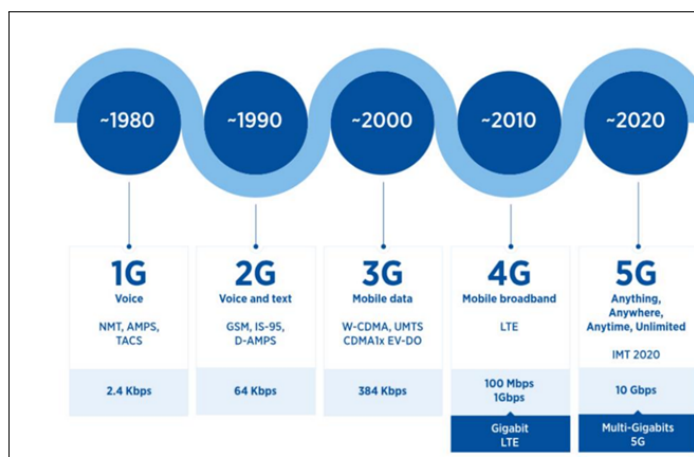 ~1980
~1990
~2000
~2010
~2020
1G
Voice
NMT, AMPS,
TACS
2.4 Kbps
2G
Voice and text
GSM, IS-95,
D-AMPS
64 Kbps
3G
Mobile data
W-CDMA, UMTS
CDMA1x EV-DO
384 Kbps
4G
Mobile broadband
LTE
100 Mbps
1Gbps
Gigabit
LTE
5G
Anything,
Anywhere,
Anytime, Unlimited
IMT 2020
10 Gbps
Multi-Gigabits
5G